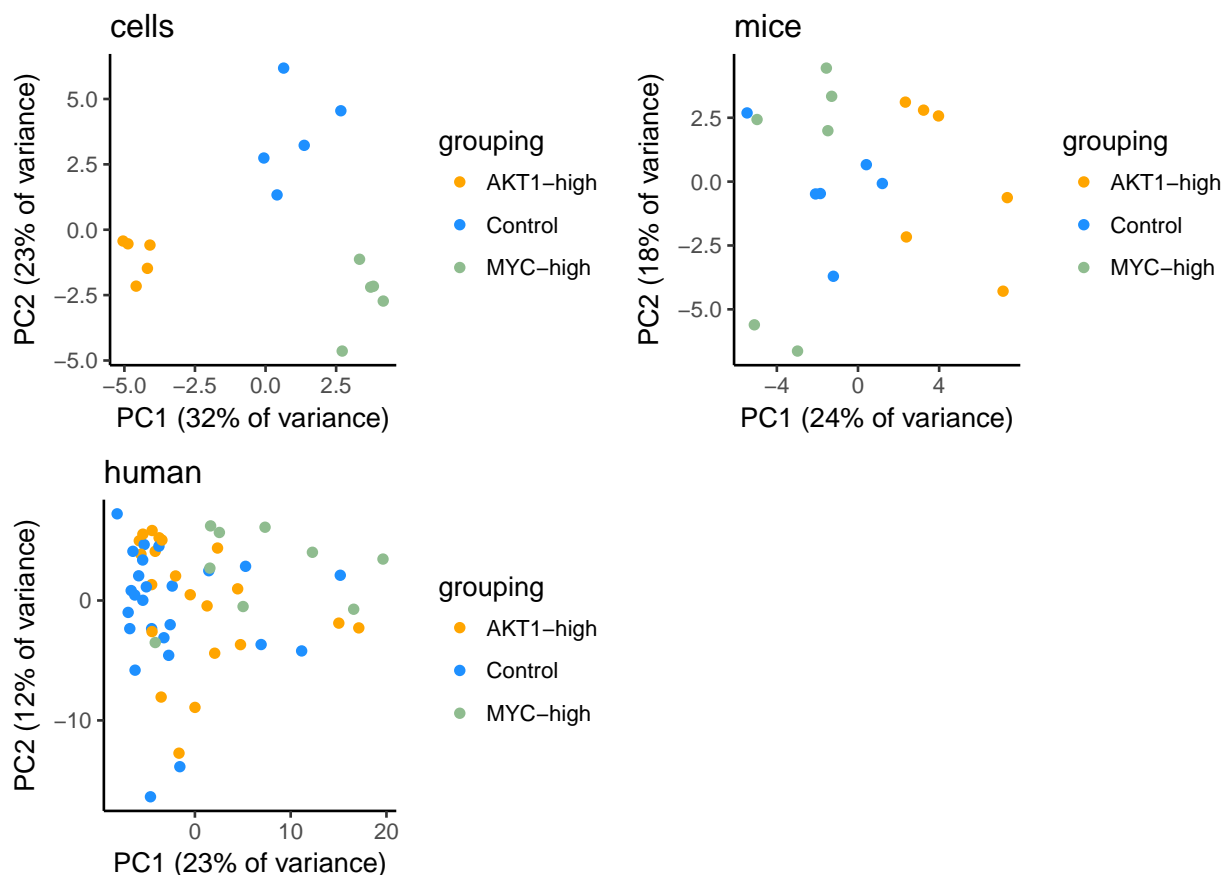 cells
PC2 (23% of variance)
5.0
2.5
0.0
−2.5
−5.0
−5.0
−2.5
0.0
2.5
PC1 (32% of variance)
grouping
AKT1−high
Control
MYC−high
mice
PC2 (18% of variance)
2.5
0.0
−2.5
−5.0
−4
0
4
PC1 (24% of variance)
grouping
AKT1−high
Control
MYC−high
human
PC2 (12% of variance)
0
−10
0
10
20
PC1 (23% of variance)
grouping
AKT1−high
Control
MYC−high